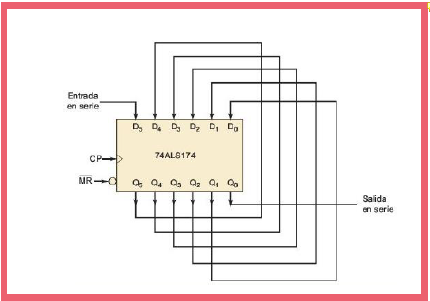 Entrada
en serie
D5 D4 D3 D2 D1 D0
74ALS174
CP
MR
Q5 Q4 Q3 Q2 Q1 Q0
Salida
en serie